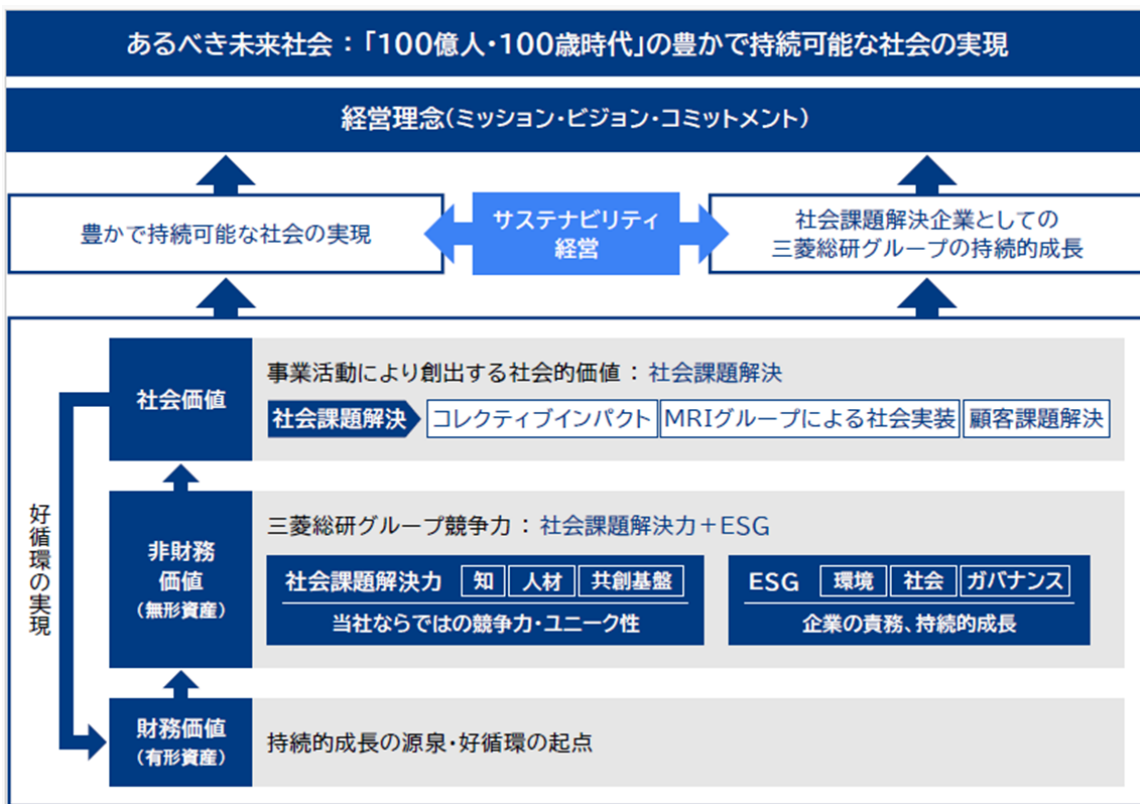 あるべき未来社会：「100億人・100歳時代」の豊かで持続可能な社会の実現
経営理念（ミッション・ビジョン・コミットメント）
豊かで持続可能な社会の実現
サステナビリティ
経営
社会課題解決企業としての
三菱総研グループの持続的成長
好循環の実現
社会価値
事業活動により創出する社会的価値：社会課題解決
社会課題解決 コレクティブインパクト MRIグループによる社会実装 顧客課題解決
非財務
価値
（無形資産）
三菱総研グループ競争力：社会課題解決力＋ESG
社会課題解決力 知 人材 共創基盤
当社ならではの競争力・ユニーク性
ESG 環境 社会 ガバナンス
企業の責務、持続的成長
財務価値
（有形資産）
持続的成長の源泉・好循環の起点